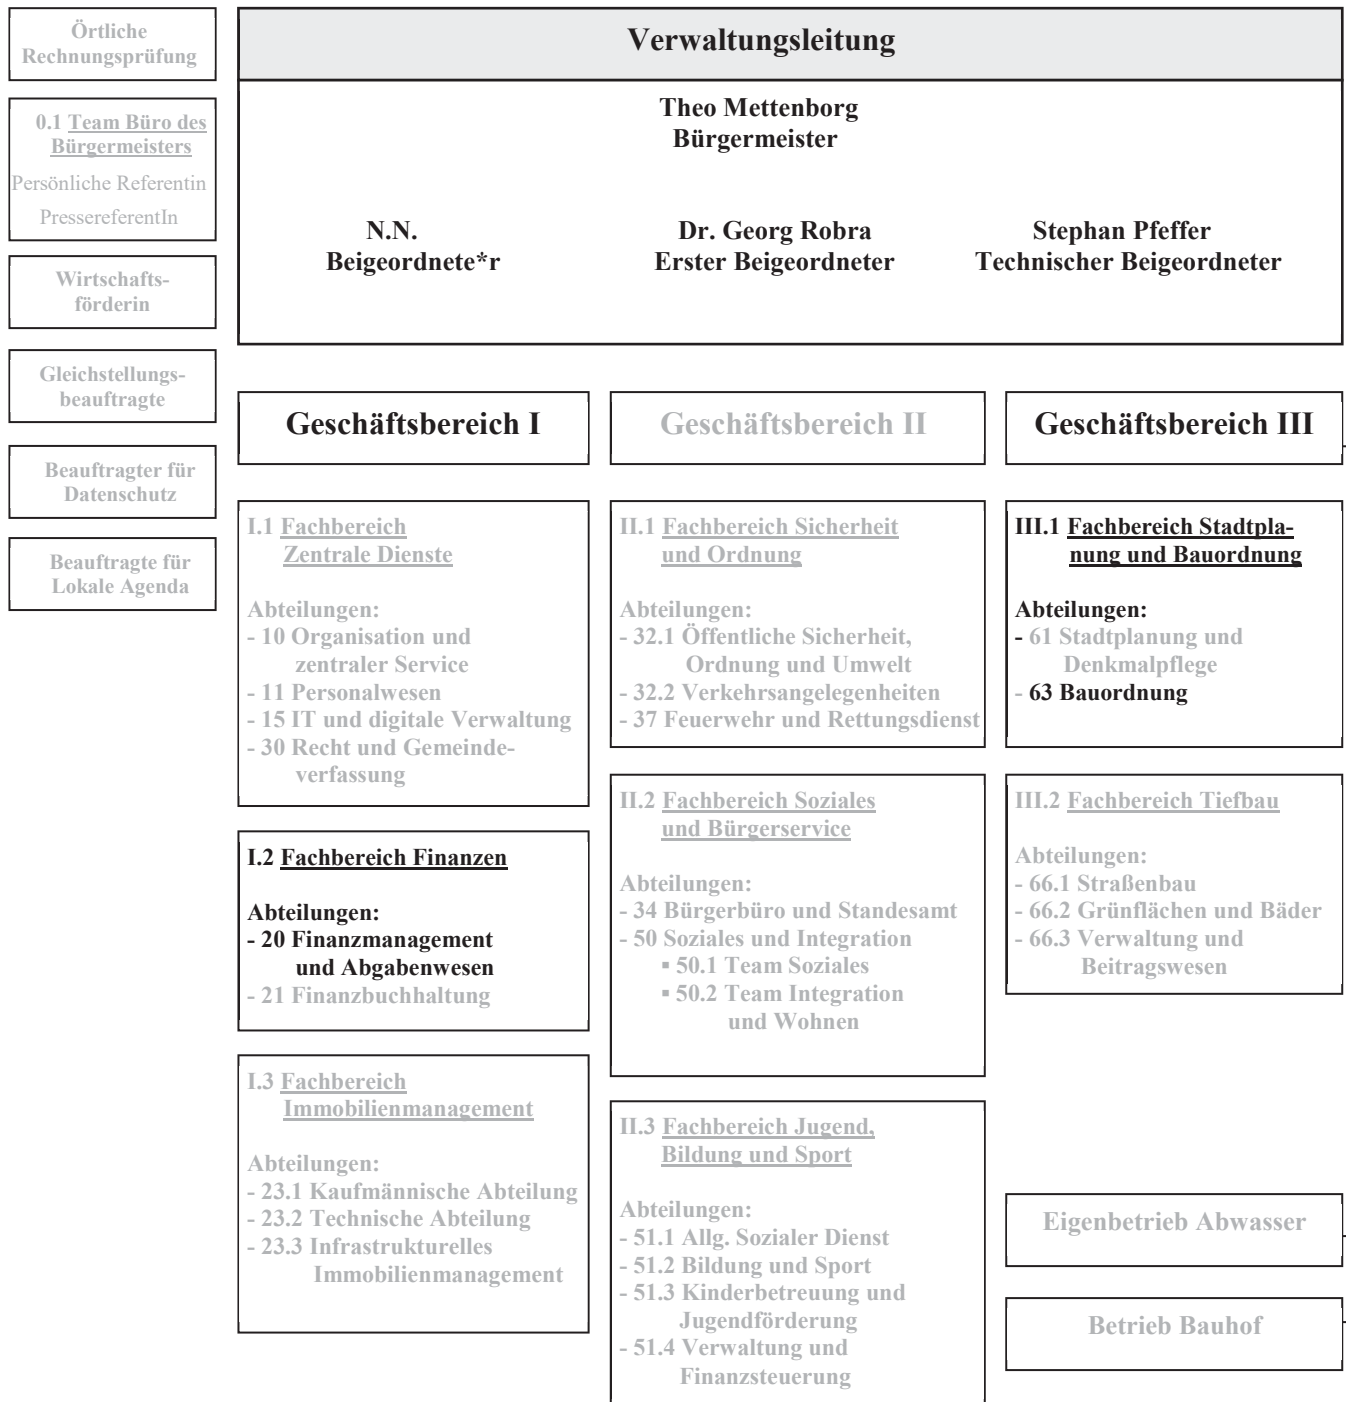 Örtliche
Rechnungsprüfung
0.1 Team Büro des
Bürgermeisters
Persönliche Referentin
PressereferentIn
Wirtschafts-
förderin
Gleichstellungs-
beauftragte
Beauftragter für
Datenschutz
Beauftragte für
Lokale Agenda
Verwaltungsleitung
Theo Mettenborg
Bürgermeister
N.N.
Beigeordnete*r
Dr. Georg Robra
Erster Beigeordneter
Stephan Pfeffer
Technischer Beigeordneter
Geschäftsbereich I
I.1 Fachbereich
Zentrale Dienste
Abteilungen:
- 10 Organisation und
zentraler Service
- 11 Personalwesen
- 15 IT und digitale Verwaltung
- 30 Recht und Gemeinde-
verfassung
I.2 Fachbereich Finanzen
Abteilungen:
- 20 Finanzmanagement
und Abgabenwesen
- 21 Finanzbuchhaltung
I.3 Fachbereich
Immobilienmanagement
Abteilungen:
- 23.1 Kaufmännische Abteilung
- 23.2 Technische Abteilung
- 23.3 Infrastrukturelles
Immobilienmanagement
Geschäftsbereich II
II.1 Fachbereich Sicherheit
und Ordnung
Abteilungen:
- 32.1 Öffentliche Sicherheit,
Ordnung und Umwelt
- 32.2 Verkehrsangelegenheiten
- 37 Feuerwehr und Rettungsdienst
II.2 Fachbereich Soziales
und Bürgerservice
Abteilungen:
- 34 Bürgerbüro und Standesamt
- 50 Soziales und Integration
▪ 50.1 Team Soziales
▪ 50.2 Team Integration
und Wohnen
II.3 Fachbereich Jugend,
Bildung und Sport
Abteilungen:
- 51.1 Allg. Sozialer Dienst
- 51.2 Bildung und Sport
- 51.3 Kinderbetreuung und
Jugendförderung
- 51.4 Verwaltung und
Finanzsteuerung
Geschäftsbereich III
III.1 Fachbereich Stadtpla-
nung und Bauordnung
Abteilungen:
- 61 Stadtplanung und
Denkmalpflege
- 63 Bauordnung
III.2 Fachbereich Tiefbau
Abteilungen:
- 66.1 Straßenbau
- 66.2 Grünflächen und Bäder
- 66.3 Verwaltung und
Beitragswesen
Eigenbetrieb Abwasser
Betrieb Bauhof